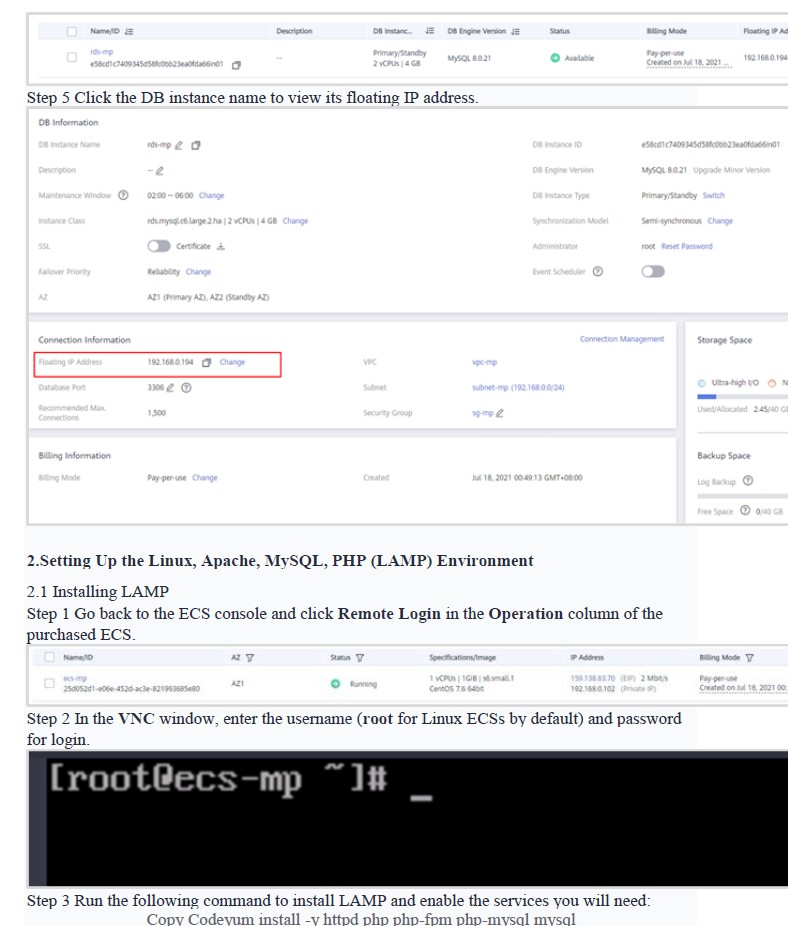 Name/ID Description DB Instanc... DB Engine Version Status Billing Mode Floating IP Ad
rds-mp
e58cd1c7409345d58fc0bb23ea0fda66in01 -- Primary/Standby
2 vCPUs | 4 GB MySQL 8.0.21 Available Pay-per-use
Created on Jul 18, 2021 ... 192.168.0.194
Step 5 Click the DB instance name to view its floating IP address.
DB Information
DB Instance Name rds-mp DB Instance ID e58cd1c7409345d58fc0bb23ea0fda66in01
Description -- DB Engine Version MySQL 8.0.21 Upgrade Minor Version
Maintenance Window 02:00 – 06:00 Change DB Instance Type Primary/Standby Switch
Instance Class rds.mysql.c6.large.2.ha | 2 vCPUs | 4 GB Change Synchronization Model Semi-synchronous Change
SSL Certificate Administrator root Reset Password
Failover Priority Reliability Change Event Scheduler
AZ AZ1 (Primary AZ), AZ2 (Standby AZ)
Connection Information Connection Management Storage Space
Floating IP Address 192.168.0.194 Change VPC vpc-mp
Database Port 3306 Subnet subnet-mp (192.168.0.0/24) Ultra-high I/O N
Recommended Max.
Connections 1,500 Security Group sg-mp Used/Allocated 2.45/40 GB
Billing Information Backup Space
Billing Mode Pay-per-use Change Created Jul 18, 2021 00:49:13 GMT+08:00 Log Backup
Free Space 0/40 GB
2.Setting Up the Linux, Apache, MySQL, PHP (LAMP) Environment
2.1 Installing LAMP
Step 1 Go back to the ECS console and click Remote Login in the Operation column of the
purchased ECS.
Name/ID AZ Status Specifications/Image IP Address Billing Mode
ecs-mp
25d052d1-e06e-452d-ac3e-821993685e80 AZ1 Running 1 vCPUs | 1GiB | s6.small.1
CentOS 7.6 64bit 159.138.83.70 (EIP) 2 Mbit/s
192.168.0.102 (Private IP) Pay-per-use
Created on Jul 18, 2021 00:
Step 2 In the VNC window, enter the username (root for Linux ECSs by default) and password
for login.
[root@ecs-mp ~]# _
Step 3 Run the following command to install LAMP and enable the services you will need:
Copy Codeyum install -y httpd php php-fpm php-mysql mysql